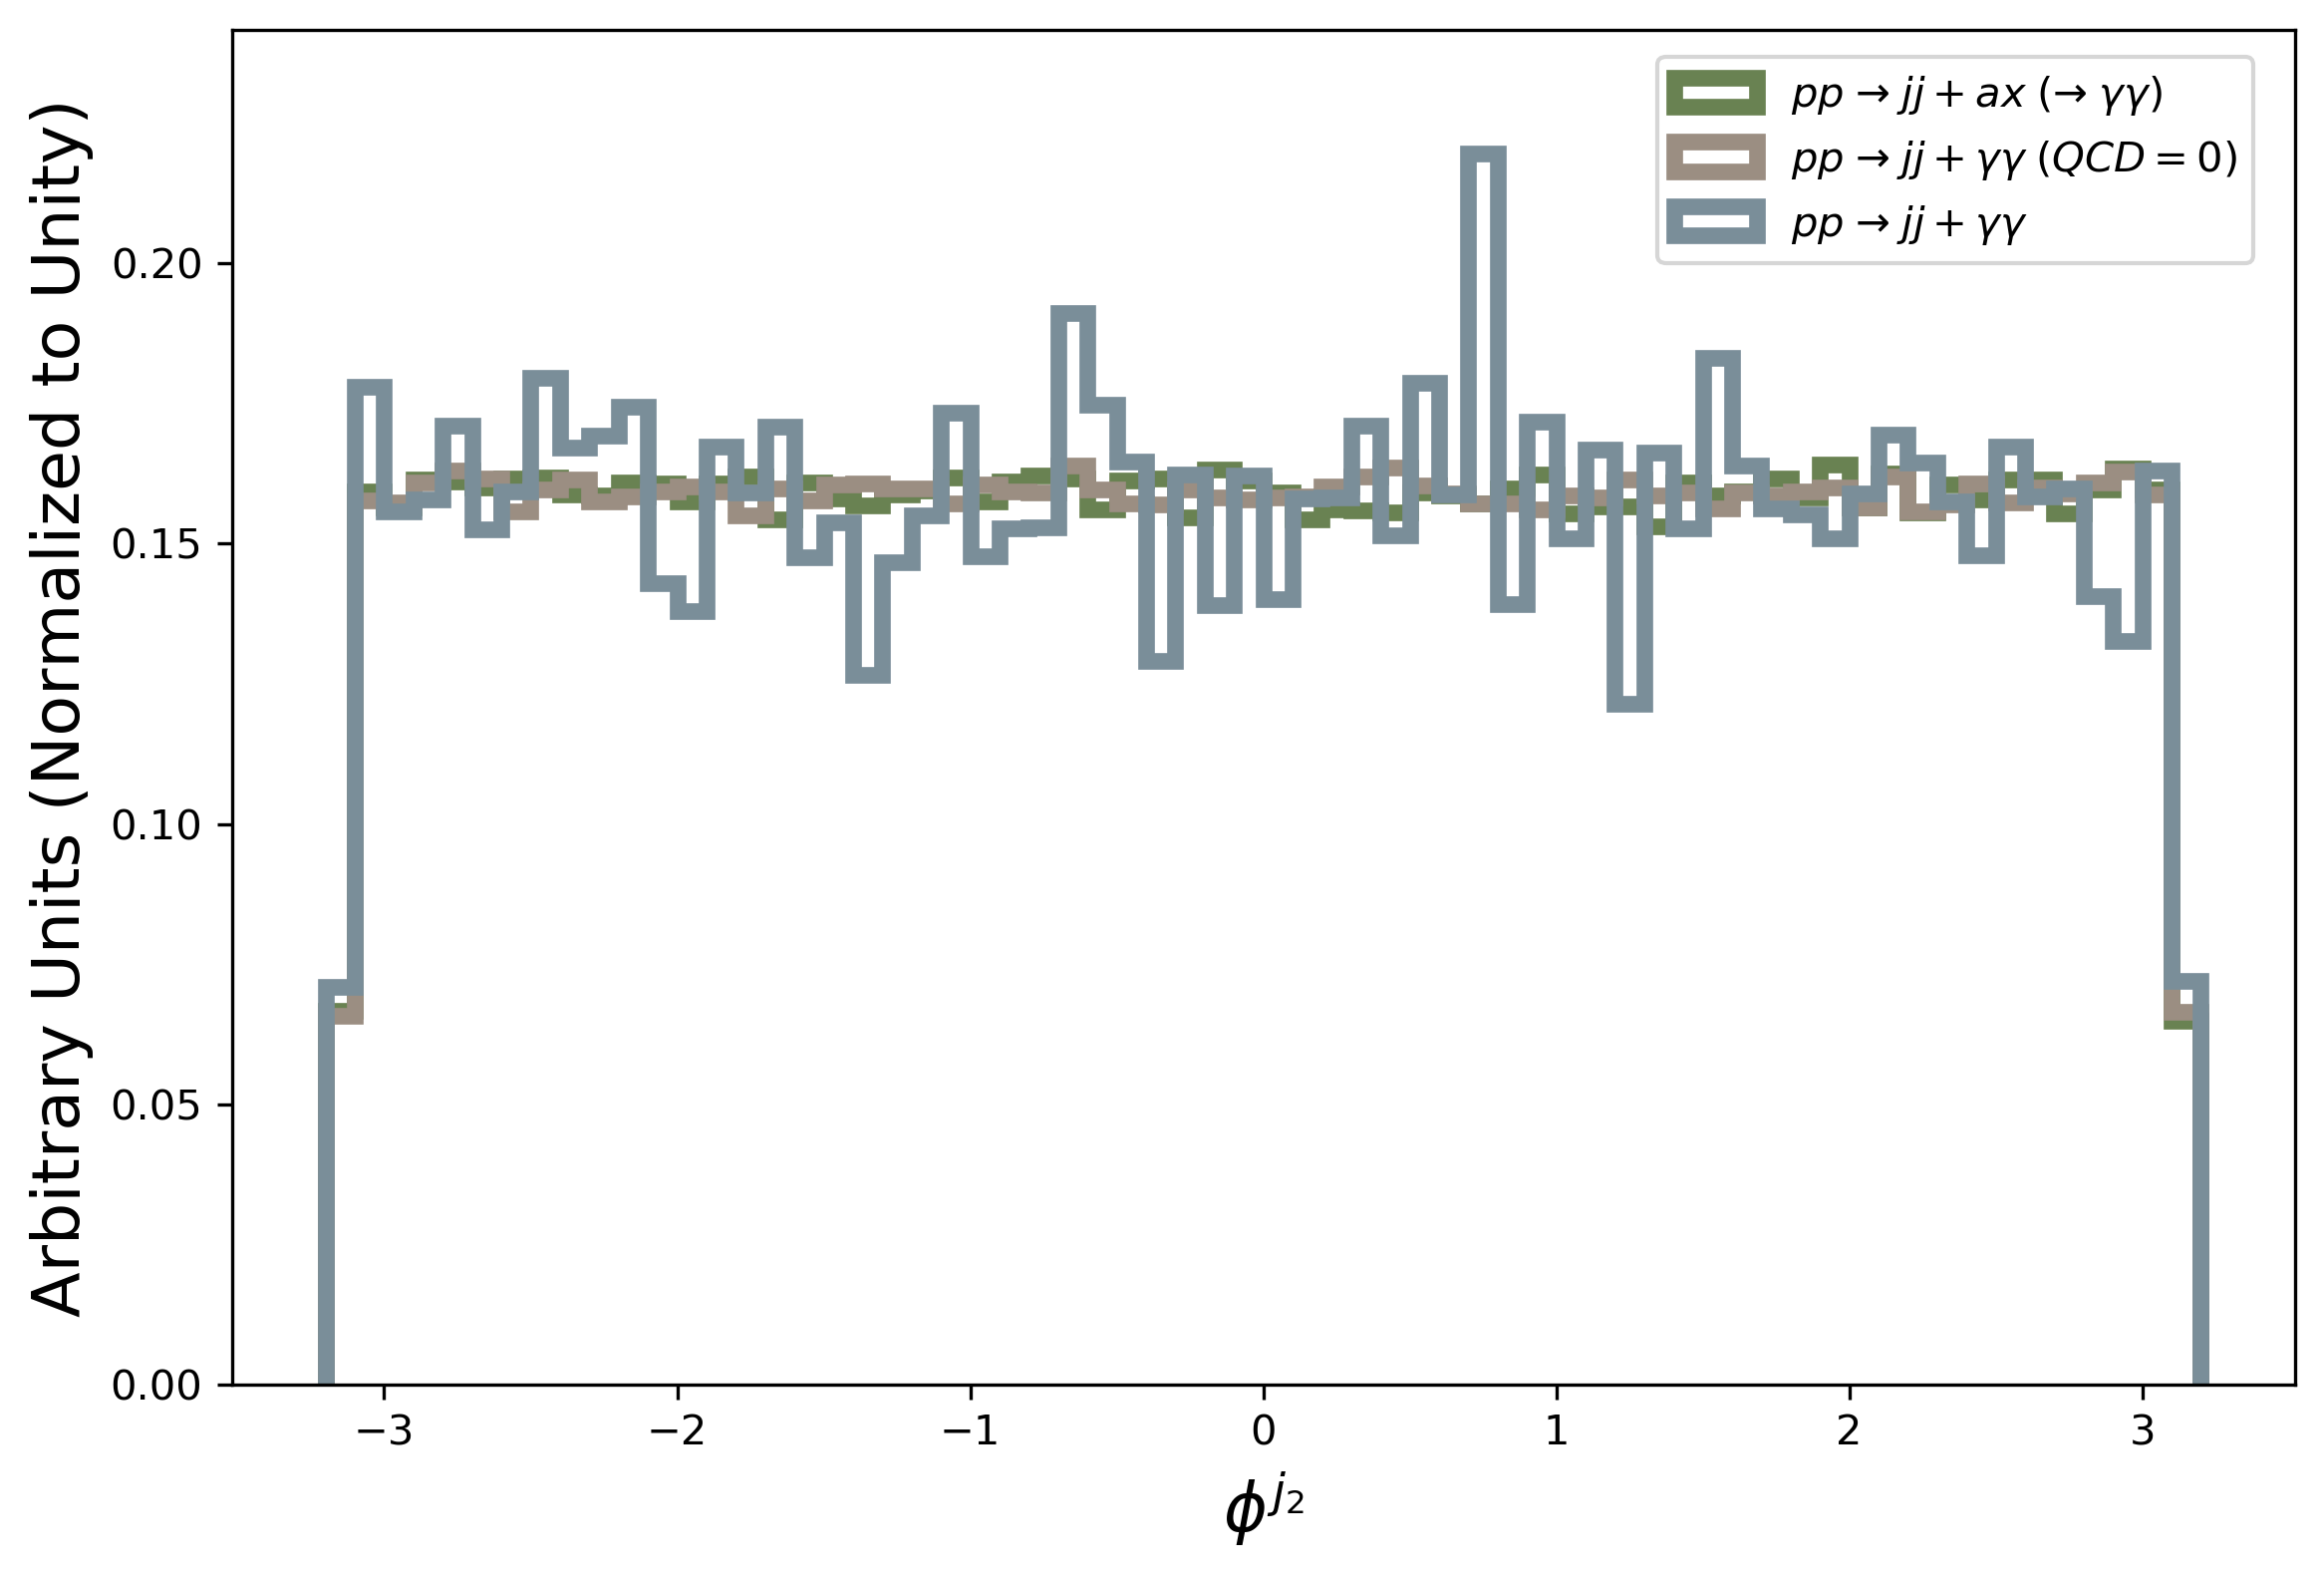 Arbitrary Units (Normalized to Unity)
0.20
0.15
0.10
0.05
0.00
−3 −2 −1 0 1 2 3
ϕ^{j_2}
pp → jj + ax (→ γγ)
pp → jj + γγ (QCD = 0)
pp → jj + γγ